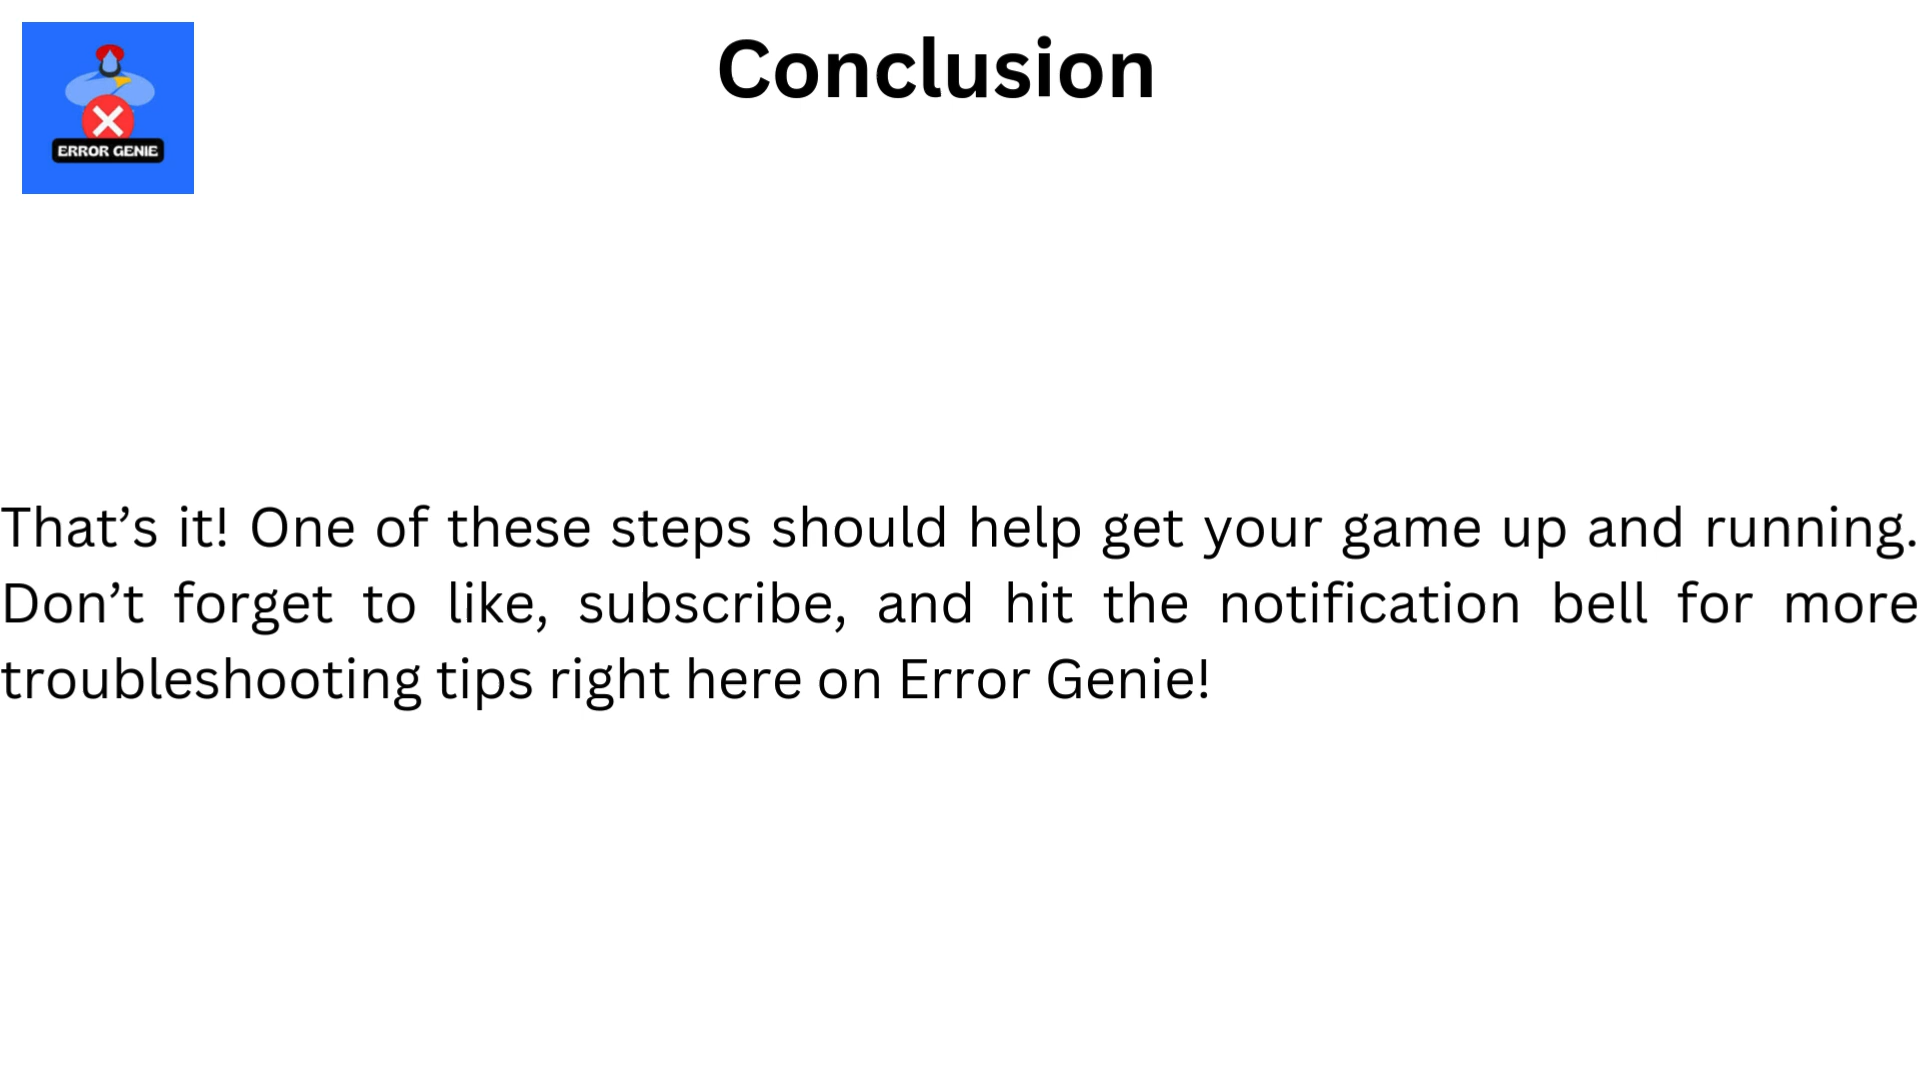 ERROR GENIE
Conclusion
That’s it! One of these steps should help get your game up and running.
Don’t forget to like, subscribe, and hit the notification bell for more
troubleshooting tips right here on Error Genie!